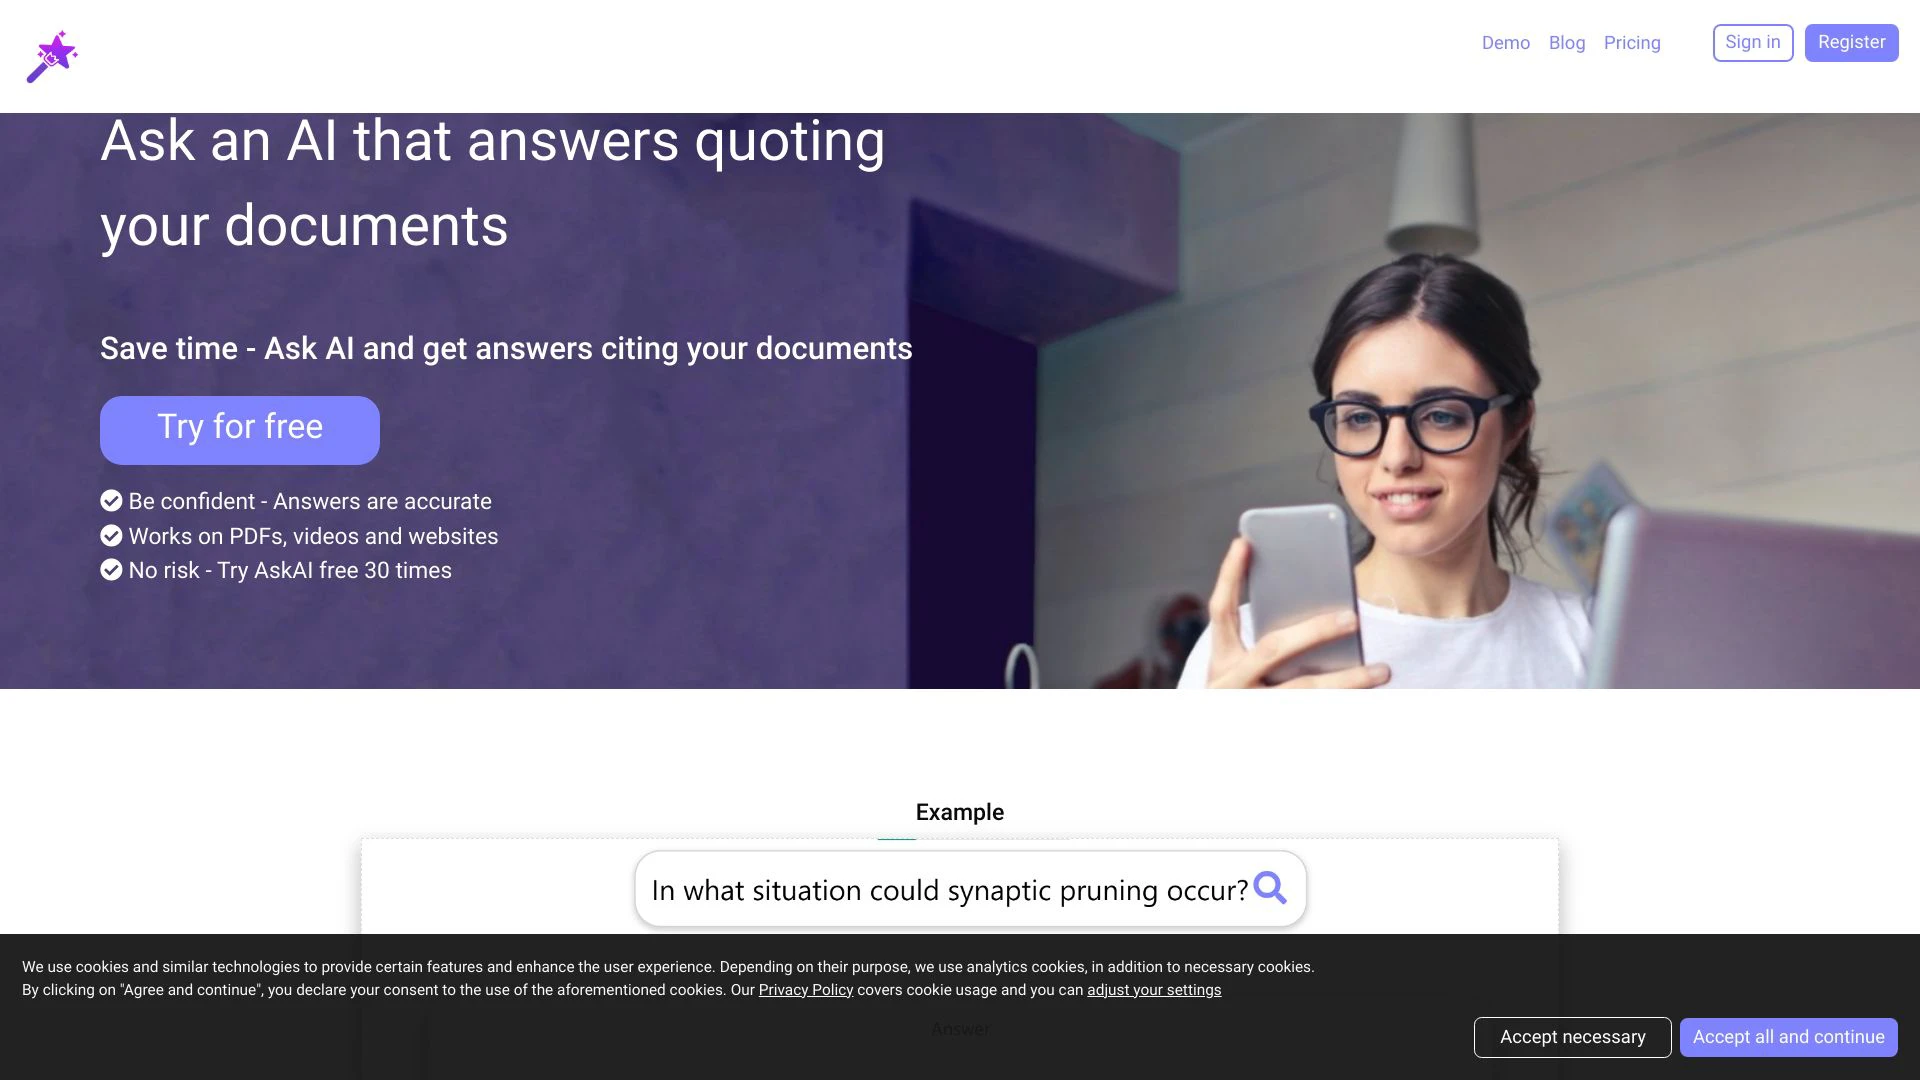 Demo Blog Pricing Sign in Register
Ask an AI that answers quoting
your documents
Save time - Ask AI and get answers citing your documents
Try for free
Be confident - Answers are accurate
Works on PDFs, videos and websites
No risk - Try AskAI free 30 times
Example
In what situation could synaptic pruning occur?
We use cookies and similar technologies to provide certain features and enhance the user experience. Depending on their purpose, we use analytics cookies, in addition to necessary cookies.
By clicking on "Agree and continue", you declare your consent to the use of the aforementioned cookies. Our Privacy Policy covers cookie usage and you can adjust your settings
Answer
Accept necessary Accept all and continue